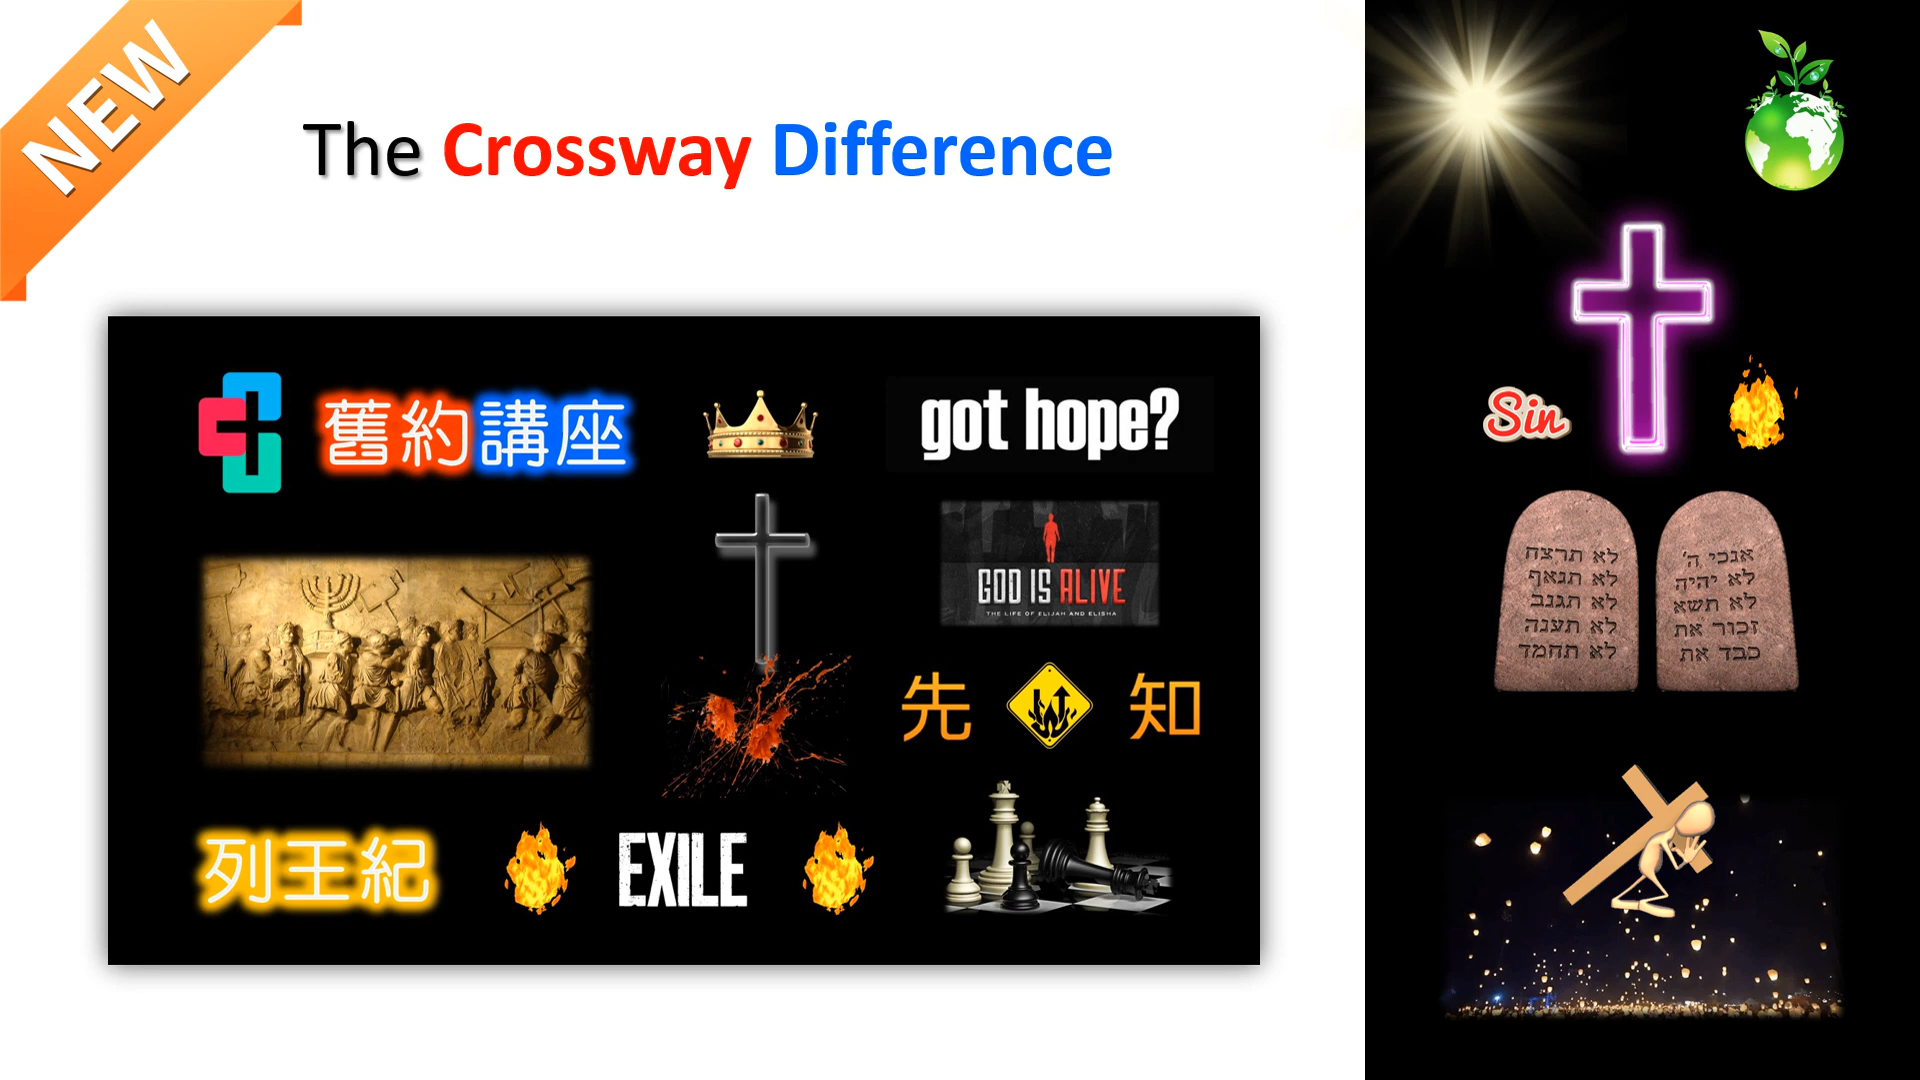 NEW
The Crossway Difference
舊約講座
got hope?
GOD IS ALIVE
THE LIFE OF ELIJAH AND ELISHA
先 知
列王紀
EXILE
Sin
אנכי ה'
לא יהיה
לא תשא
זכור את
כבד את
לא תרצח
לא תנאף
לא תגנב
לא תענה
לא תחמד